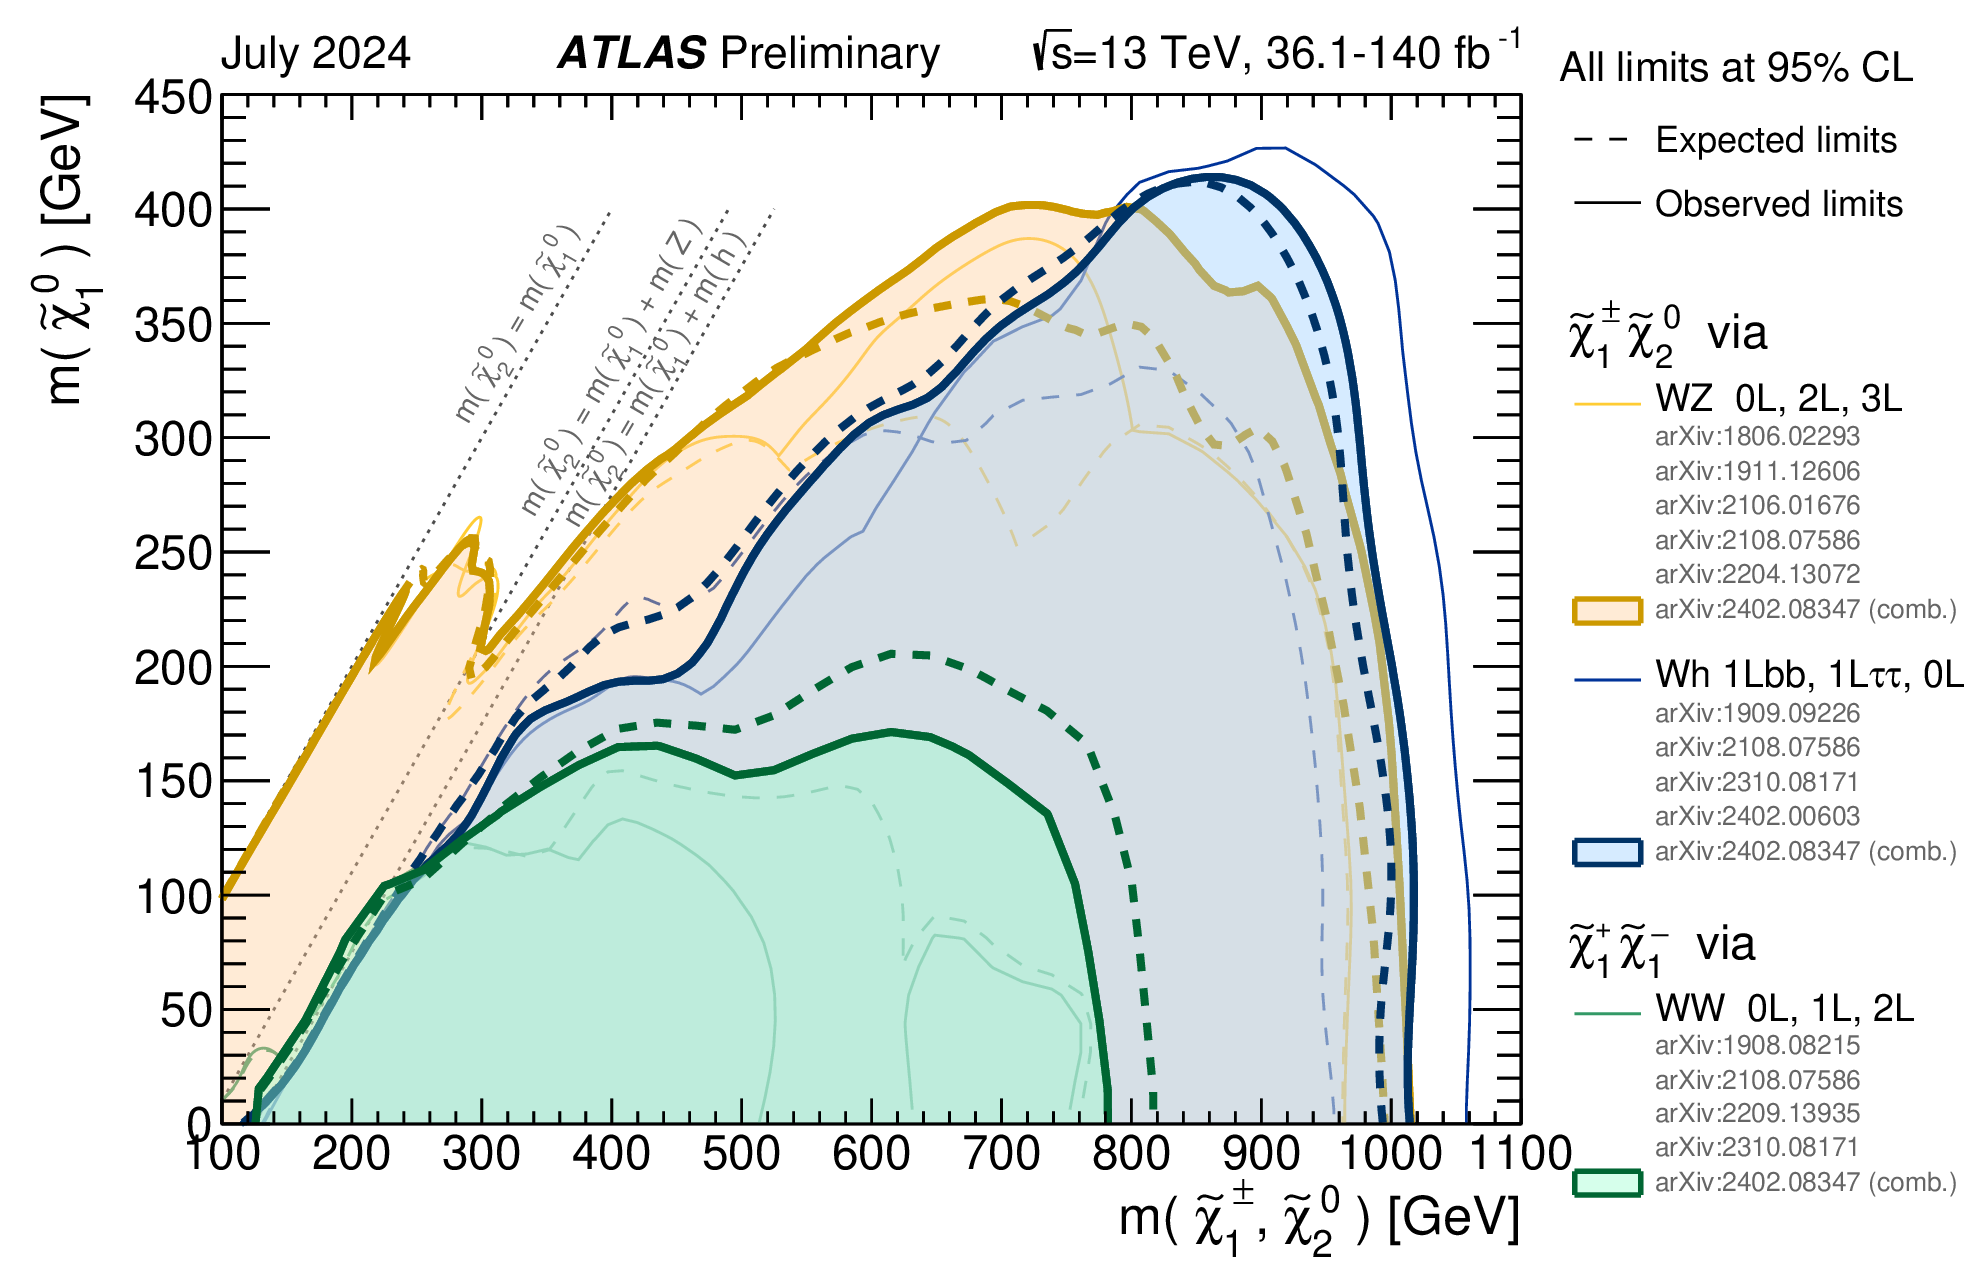 July 2024 ATLAS Preliminary √s=13 TeV, 36.1-140 fb⁻¹
All limits at 95% CL
Expected limits
Observed limits
χ̃₁± χ̃₂⁰ via
WZ 0L, 2L, 3L
arXiv:1806.02293
arXiv:1911.12606
arXiv:2106.01676
arXiv:2108.07586
arXiv:2204.13072
arXiv:2402.08347 (comb.)
Wh 1Lbb, 1Lττ, 0L
arXiv:1909.09226
arXiv:2108.07586
arXiv:2310.08171
arXiv:2402.00603
arXiv:2402.08347 (comb.)
χ̃₁⁺ χ̃₁⁻ via
WW 0L, 1L, 2L
arXiv:1908.08215
arXiv:2108.07586
arXiv:2209.13935
arXiv:2310.08171
arXiv:2402.08347 (comb.)
m( χ̃₁⁰ ) [GeV]
450
400
350
300
250
200
150
100
50
0
m( χ̃₂⁰ ) = m( χ̃₁⁰ )
m( χ̃₂⁰ ) = m( χ̃₁⁰ ) + m( Z )
m( χ̃₂⁰ ) = m( χ̃₁⁰ ) + m( h )
100 200 300 400 500 600 700 800 900 1000 1100
m( χ̃₁±, χ̃₂⁰ ) [GeV]